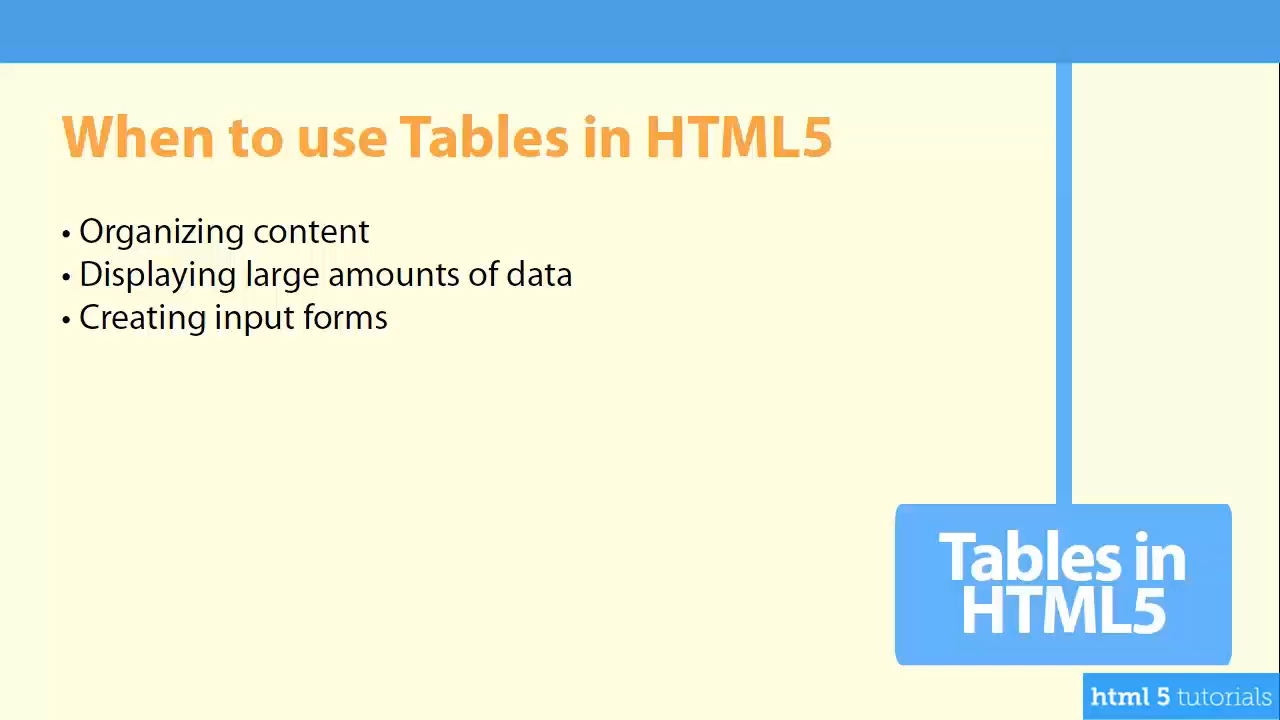 When to use Tables in HTML5
• Organizing content
• Displaying large amounts of data
• Creating input forms
Tables in
HTML5
html 5 tutorials